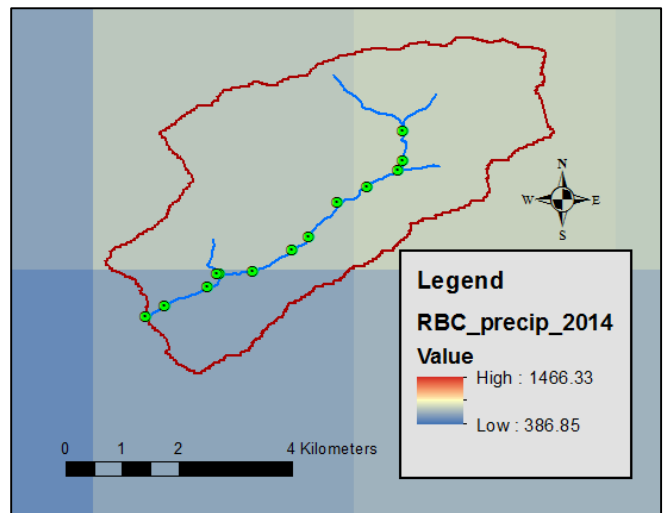 N
W E
S
Legend
RBC_precip_2014
Value
High : 1466.33
Low : 386.85
0 1 2 4 Kilometers